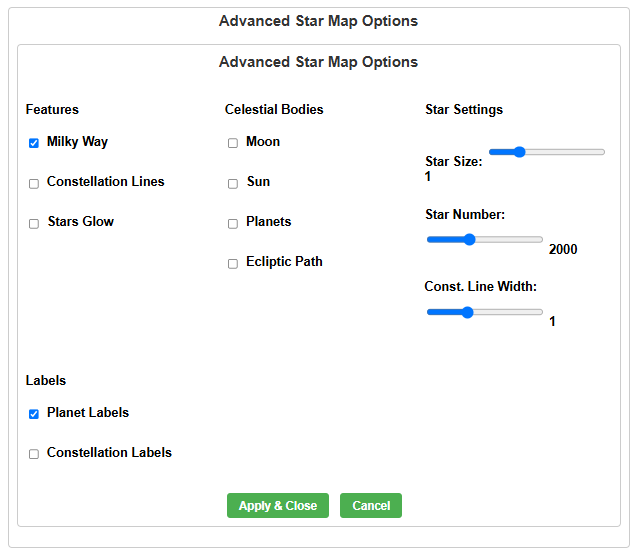 Advanced Star Map Options
Advanced Star Map Options
Features
Milky Way
Constellation Lines
Stars Glow
Celestial Bodies
Moon
Sun
Planets
Ecliptic Path
Star Settings
Star Size:
1
Star Number:
2000
Const. Line Width:
1
Labels
Planet Labels
Constellation Labels
Apply & Close
Cancel